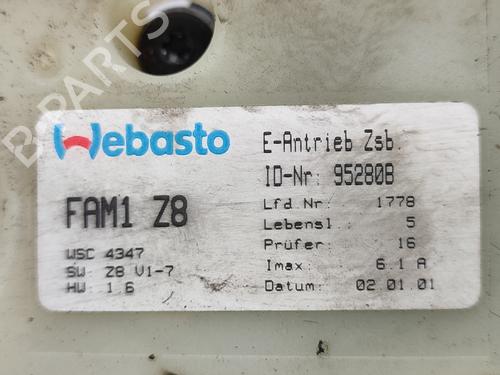 B-PARTS
Webasto
E-Antrieb Zsb.
ID-Nr: 95280B
FAM1 Z8
Lfd Nr: 1778
Lebensl.: 5
WSC 4347
Prüfer: 16
SW: Z8 V1-7
Imax: 6.1 A
HW: 1.6
Datum: 02.01.01